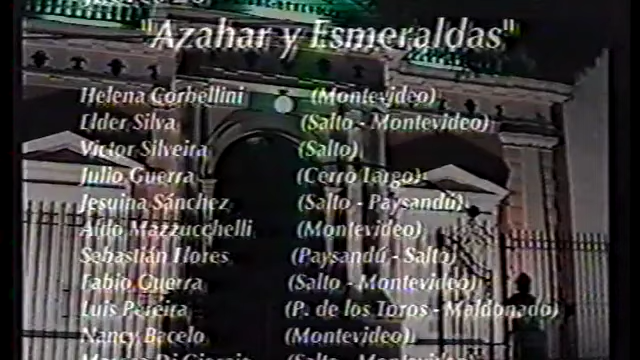 "Azahar y Esmeraldas"
Helena Corbellini (Montevideo)
Elder Silva (Salto - Montevideo)
Víctor Silveira (Salto)
Julio Guerra (Cerro Largo)
Jesuina Sánchez (Salto - Paysandú)
Aldo Mazzucchelli (Montevideo)
Sebastián Flores (Paysandú - Salto)
Fabio Guerra (Salto - Montevideo)
Luis Pereira (P. de los Toros - Maldonado)
Nancy Bacelo (Montevideo)
(Salto - Montevideo)